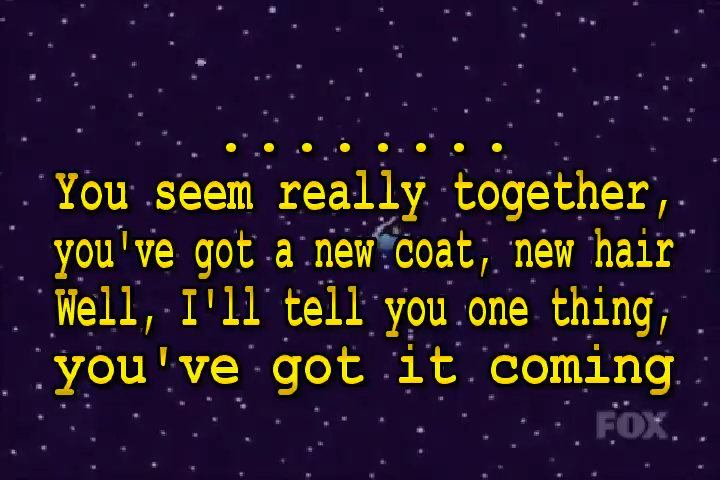 ........
You seem really together,
you've got a new coat, new hair
Well, I'll tell you one thing,
you've got it coming
FOX